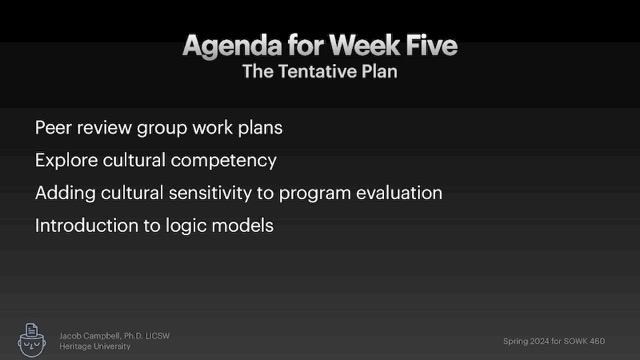 Agenda for Week Five
The Tentative Plan
Peer review group work plans
Explore cultural competency
Adding cultural sensitivity to program evaluation
Introduction to logic models
Jacob Campbell, Ph.D. LICSW
Heritage University
Spring 2024 for SOWK 460